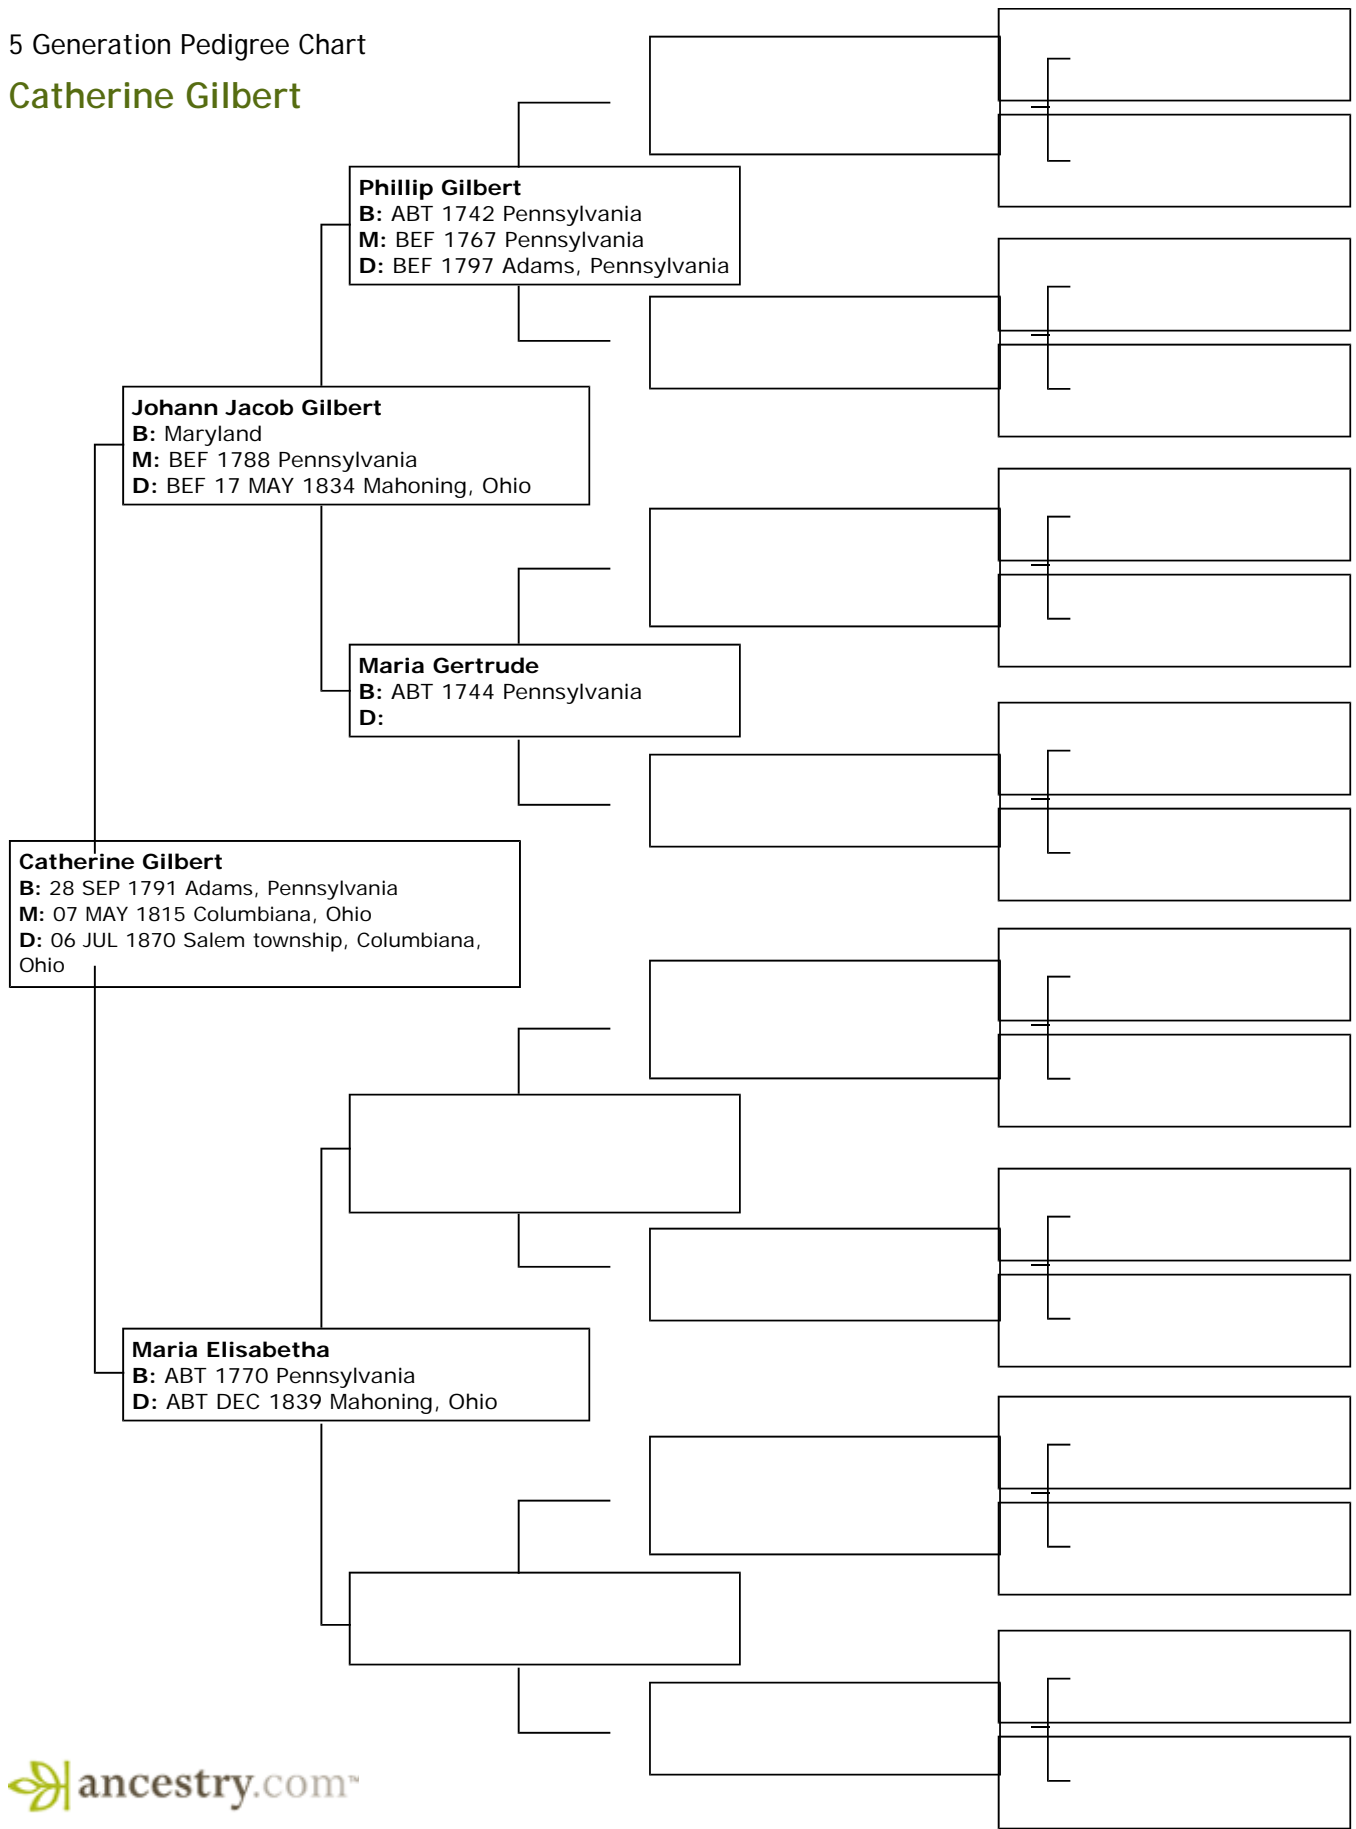 5 Generation Pedigree Chart
Catherine Gilbert
Phillip Gilbert
B: ABT 1742 Pennsylvania
M: BEF 1767 Pennsylvania
D: BEF 1797 Adams, Pennsylvania
Johann Jacob Gilbert
B: Maryland
M: BEF 1788 Pennsylvania
D: BEF 17 MAY 1834 Mahoning, Ohio
Maria Gertrude
B: ABT 1744 Pennsylvania
D:
Catherine Gilbert
B: 28 SEP 1791 Adams, Pennsylvania
M: 07 MAY 1815 Columbiana, Ohio
D: 06 JUL 1870 Salem township, Columbiana,
Ohio
Maria Elisabetha
B: ABT 1770 Pennsylvania
D: ABT DEC 1839 Mahoning, Ohio
ancestry.com™